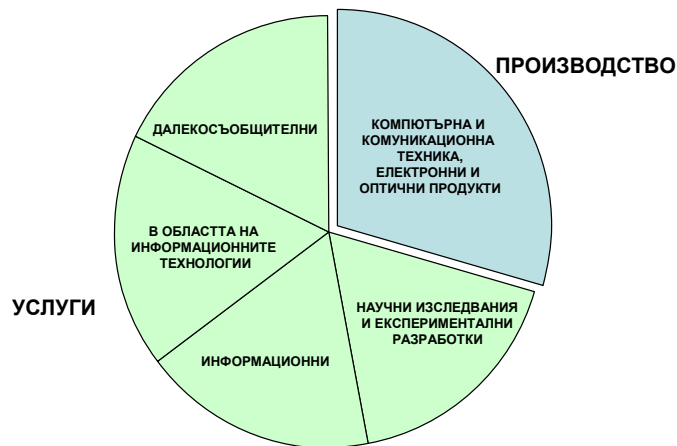 ПРОИЗВОДСТВО
КОМПЮТЪРНА И
КОМУНИКАЦИОННА
ТЕХНИКА,
ЕЛЕКТРОННИ И
ОПТИЧНИ ПРОДУКТИ
ДАЛЕКОСЪОБЩИТЕЛНИ
В ОБЛАСТТА НА
ИНФОРМАЦИОННИТЕ
ТЕХНОЛОГИИ
УСЛУГИ
НАУЧНИ ИЗСЛЕДВАНИЯ
И ЕКСПЕРИМЕНТАЛНИ
РАЗРАБОТКИ
ИНФОРМАЦИОННИ